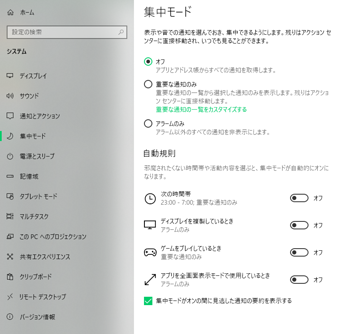 ホーム
設定の検索
システム
ディスプレイ
サウンド
通知とアクション
集中モード
電源とスリープ
記憶域
タブレット モード
マルチタスク
この PC へのプロジェクション
共有エクスペリエンス
クリップボード
リモート デスクトップ
バージョン情報
集中モード
表示や音での通知を選んでおき、集中できるようにします。残りはアクション セ
ンターに直接移動され、いつでも見ることができます。
オフ
アプリとアドレス帳からすべての通知を取得します。
重要な通知のみ
重要な通知の一覧から選択した通知のみを表示します。残りはアクショ
ン センターに直接移動します。
重要な通知の一覧をカスタマイズする
アラームのみ
アラーム以外のすべての通知を非表示にします。
自動規則
邪魔されたくない時間帯や活動内容を選ぶと、集中モードが自動的にオンに
なります。
次の時間帯
23:00 - 7:00; 重要な通知のみ
オフ
ディスプレイを複製しているとき
アラームのみ
オフ
ゲームをプレイしているとき
重要な通知のみ
オフ
アプリを全画面表示モードで使用しているとき
アラームのみ
オフ
集中モードがオンの間に見逃した通知の要約を表示する